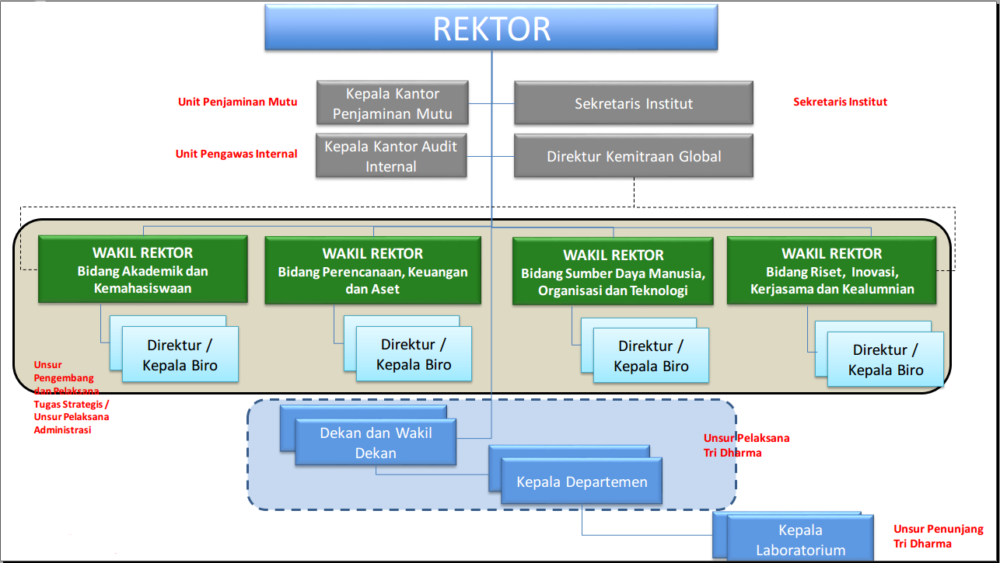 REKTOR
Unit Penjaminan Mutu
Kepala Kantor
Penjaminan Mutu
Sekretaris Institut
Sekretaris Institut
Unit Pengawas Internal
Kepala Kantor Audit
Internal
Direktur Kemitraan Global
WAKIL REKTOR
Bidang Akademik dan
Kemahasiswaan
WAKIL REKTOR
Bidang Perencanaan, Keuangan
dan Aset
WAKIL REKTOR
Bidang Sumber Daya Manusia,
Organisasi dan Teknologi
WAKIL REKTOR
Bidang Riset, Inovasi,
Kerjasama dan Kealumnian
Direktur /
Kepala Biro
Direktur /
Kepala Biro
Direktur /
Kepala Biro
Direktur /
Kepala Biro
Unsur
Pengembang
dan Pelaksana
Tugas Strategis /
Unsur Pelaksana
Administrasi
Dekan dan Wakil
Dekan
Unsur Pelaksana
Tri Dharma
Kepala Departemen
Kepala
Laboratorium
Unsur Penunjang
Tri Dharma